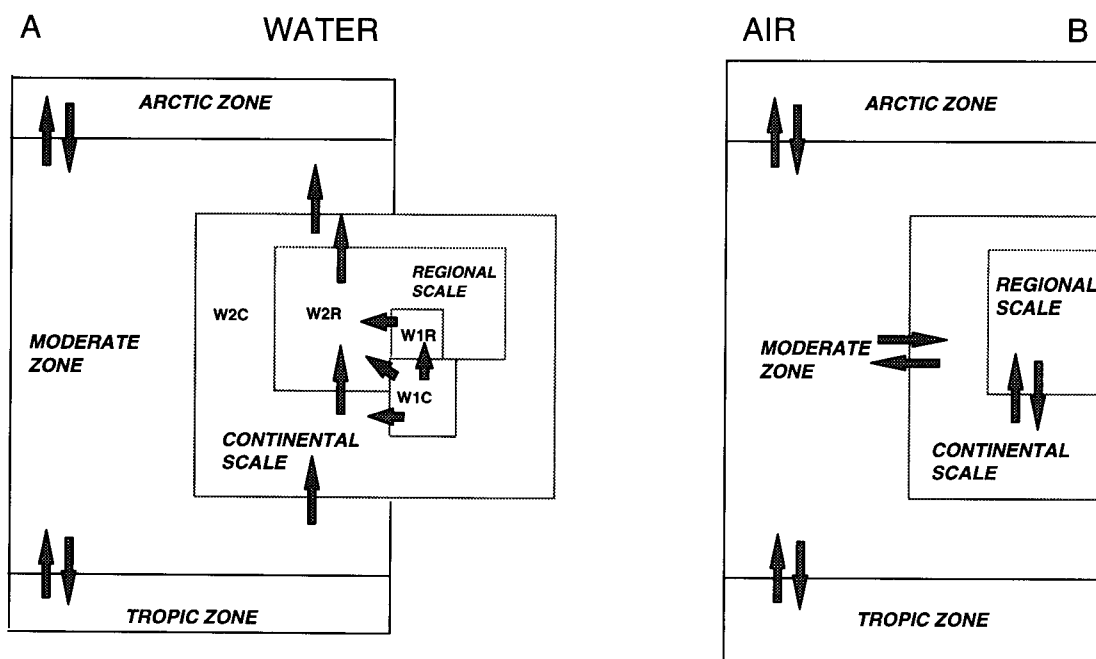 A
WATER
ARCTIC ZONE
REGIONAL
SCALE
W2C
W2R
W1R
MODERATE
ZONE
W1C
CONTINENTAL
SCALE
TROPIC ZONE
AIR
B
ARCTIC ZONE
REGIONAL
SCALE
MODERATE
ZONE
CONTINENTAL
SCALE
TROPIC ZONE